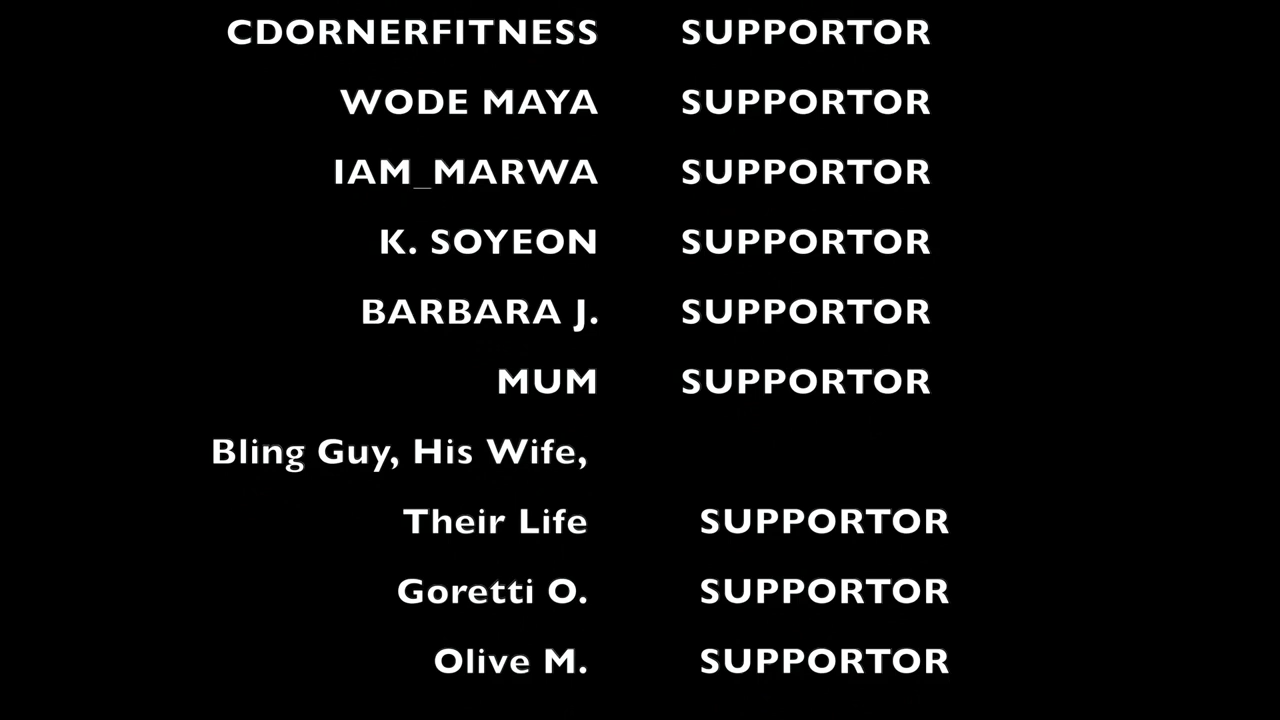 CDORNERFITNESS SUPPORTOR
WODE MAYA SUPPORTOR
IAM_MARWA SUPPORTOR
K. SOYEON SUPPORTOR
BARBARA J. SUPPORTOR
MUM SUPPORTOR
Bling Guy, His Wife,
Their Life SUPPORTOR
Goretti O. SUPPORTOR
Olive M. SUPPORTOR